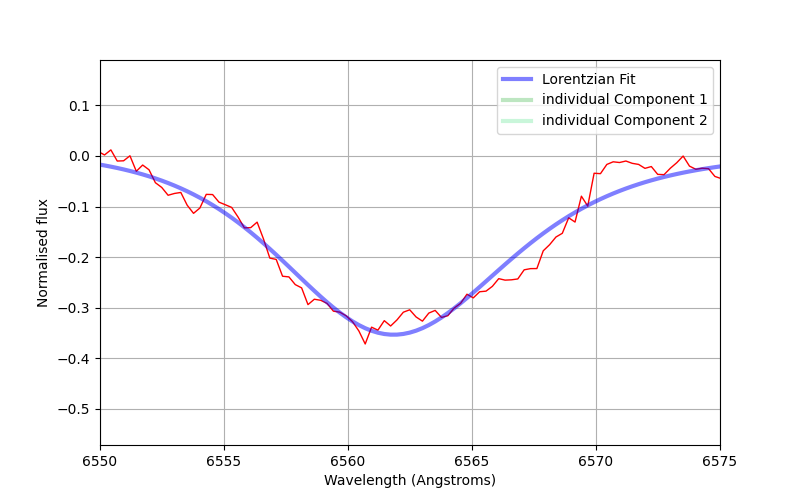 Lorentzian Fit
individual Component 1
individual Component 2
0.1
0.0
−0.1
−0.2
−0.3
−0.4
−0.5
Normalised flux
6550 6555 6560 6565 6570 6575
Wavelength (Angstroms)